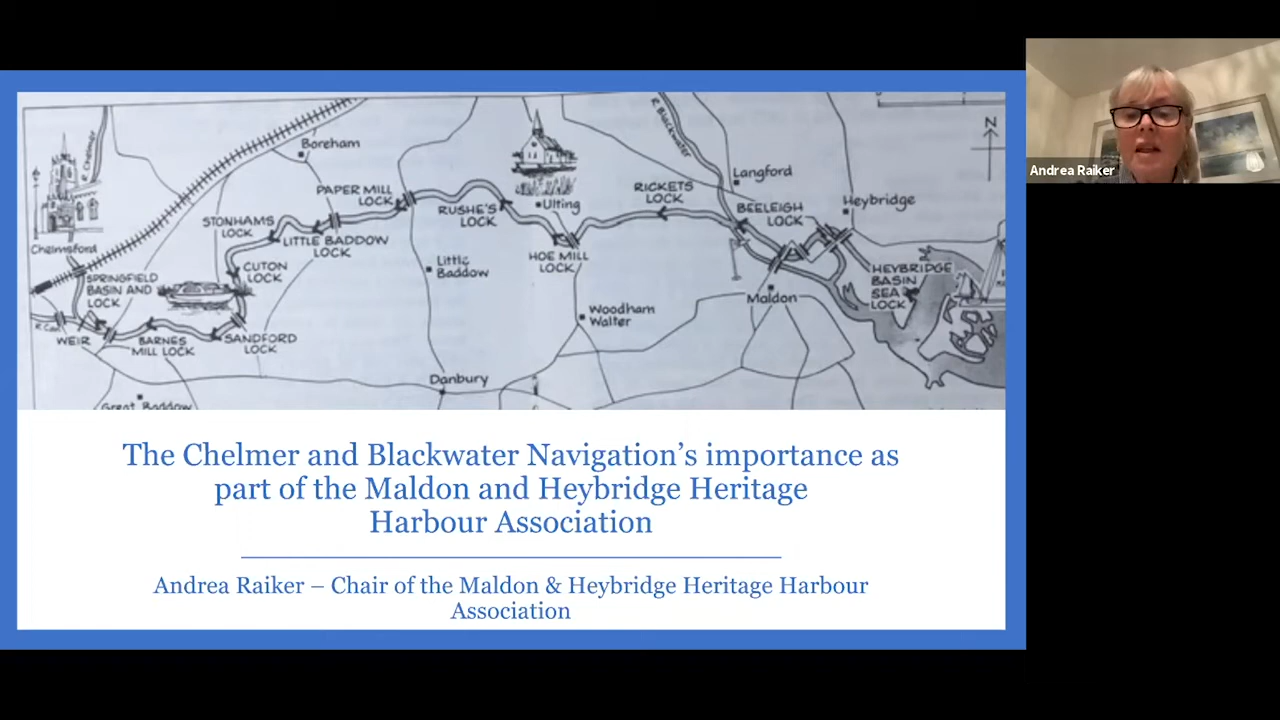 N
Boreham
R. Chelmer
R. Blackwater
Langford
PAPER MILL
LOCK
RICKETS
LOCK
Heybridge
STONHAMS
LOCK
RUSHE'S
LOCK
Ulting
BEELEIGH
LOCK
Chelmsford
LITTLE BADDOW
LOCK
HOE MILL
LOCK
Little
Baddow
CUTON
LOCK
SPRINGFIELD
BASIN AND
LOCK
HEYBRIDGE
BASIN
SEA
LOCK
Maldon
Woodham
Walter
WEIR
BARNES
MILL LOCK
SANDFORD
LOCK
Danbury
Great Baddow
The Chelmer and Blackwater Navigation’s importance as
part of the Maldon and Heybridge Heritage
Harbour Association
Andrea Raiker – Chair of the Maldon & Heybridge Heritage Harbour
Association
Andrea Raiker